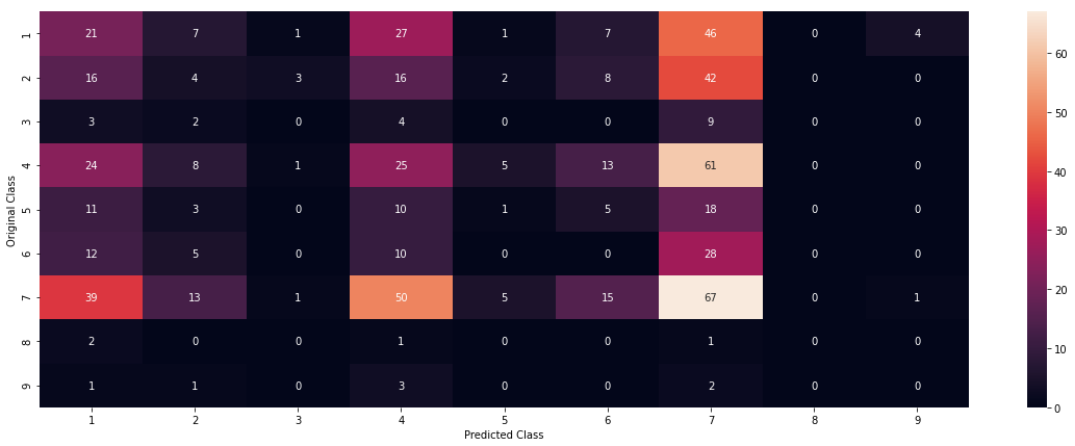 1 21 7 1 27 1 7 46 0 4
2 16 4 3 16 2 8 42 0 0
3 3 2 0 4 0 0 9 0 0
4 24 8 1 25 5 13 61 0 0
5 11 3 0 10 1 5 18 0 0
6 12 5 0 10 0 0 28 0 0
7 39 13 1 50 5 15 67 0 1
8 2 0 0 1 0 0 1 0 0
9 1 1 0 3 0 0 2 0 0
1 2 3 4 5 6 7 8 9
Original Class
Predicted Class
60
50
40
30
20
10
0